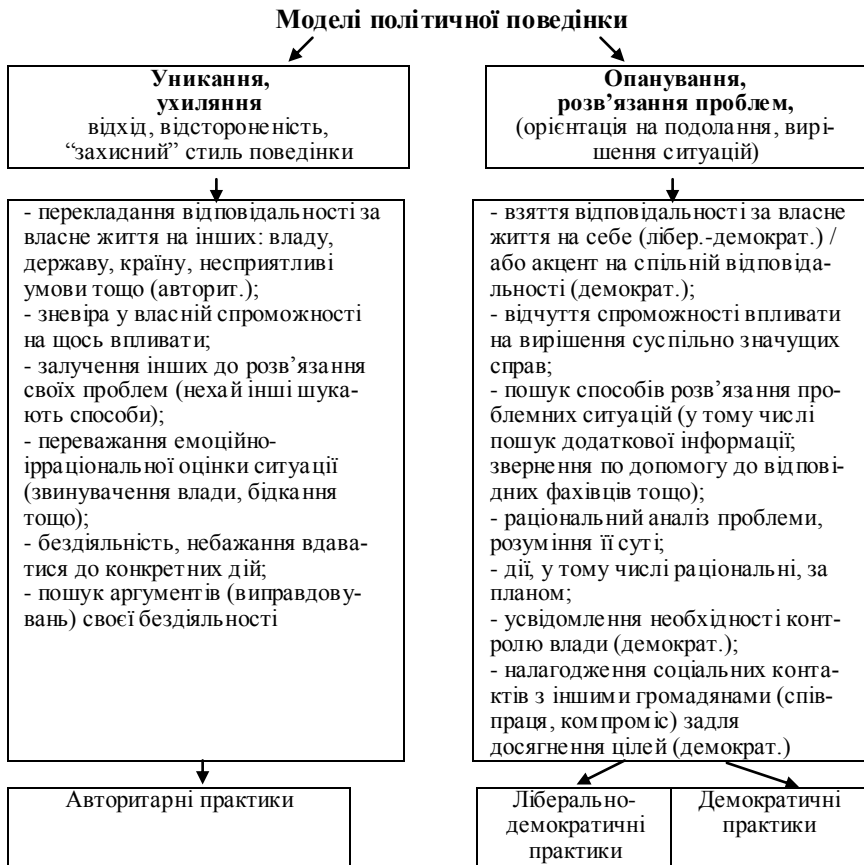 Моделі політичної поведінки
Уникання,
ухиляння
відхід, відстороненість,
“захисний” стиль поведінки
Опанування,
розв’язання проблем,
(орієнтація на подолання, вирі-
шення ситуацій)
- перекладання відповідальності за
власне життя на інших: владу,
державу, країну, несприятливі
умови тощо (авторит.);
- зневіра у власній спроможності
на щось впливати;
- залучення інших до розв’язання
своїх проблем (нехай інші шука-
ють способи);
- переважання емоційно-
ірраціональної оцінки ситуації
(звинувачення влади, бідкання
тощо);
- бездіяльність, небажання вдава-
тися до конкретних дій;
- пошук аргументів (виправдову-
вань) своєї бездіяльності
- взяття відповідальності за власне
життя на себе (лібер.-демократ.) /
або акцент на спільній відповіда-
льності (демократ.);
- відчуття спроможності впливати
на вирішення суспільно значущих
справ;
- пошук способів розв’язання про-
блемних ситуацій (у тому числі
пошук додаткової інформації;
звернення по допомогу до відпові-
дних фахівців тощо);
- раціональний аналіз проблеми,
розуміння її суті;
- дії, у тому числі раціональні, за
планом;
- усвідомлення необхідності конт-
ролю влади (демократ.);
- налагодження соціальних конта-
ктів з іншими громадянами (спів-
праця, компроміс) задля
досягнення цілей (демократ.)
Авторитарні практики
Ліберально-
демократичні
практики
Демократичні
практики